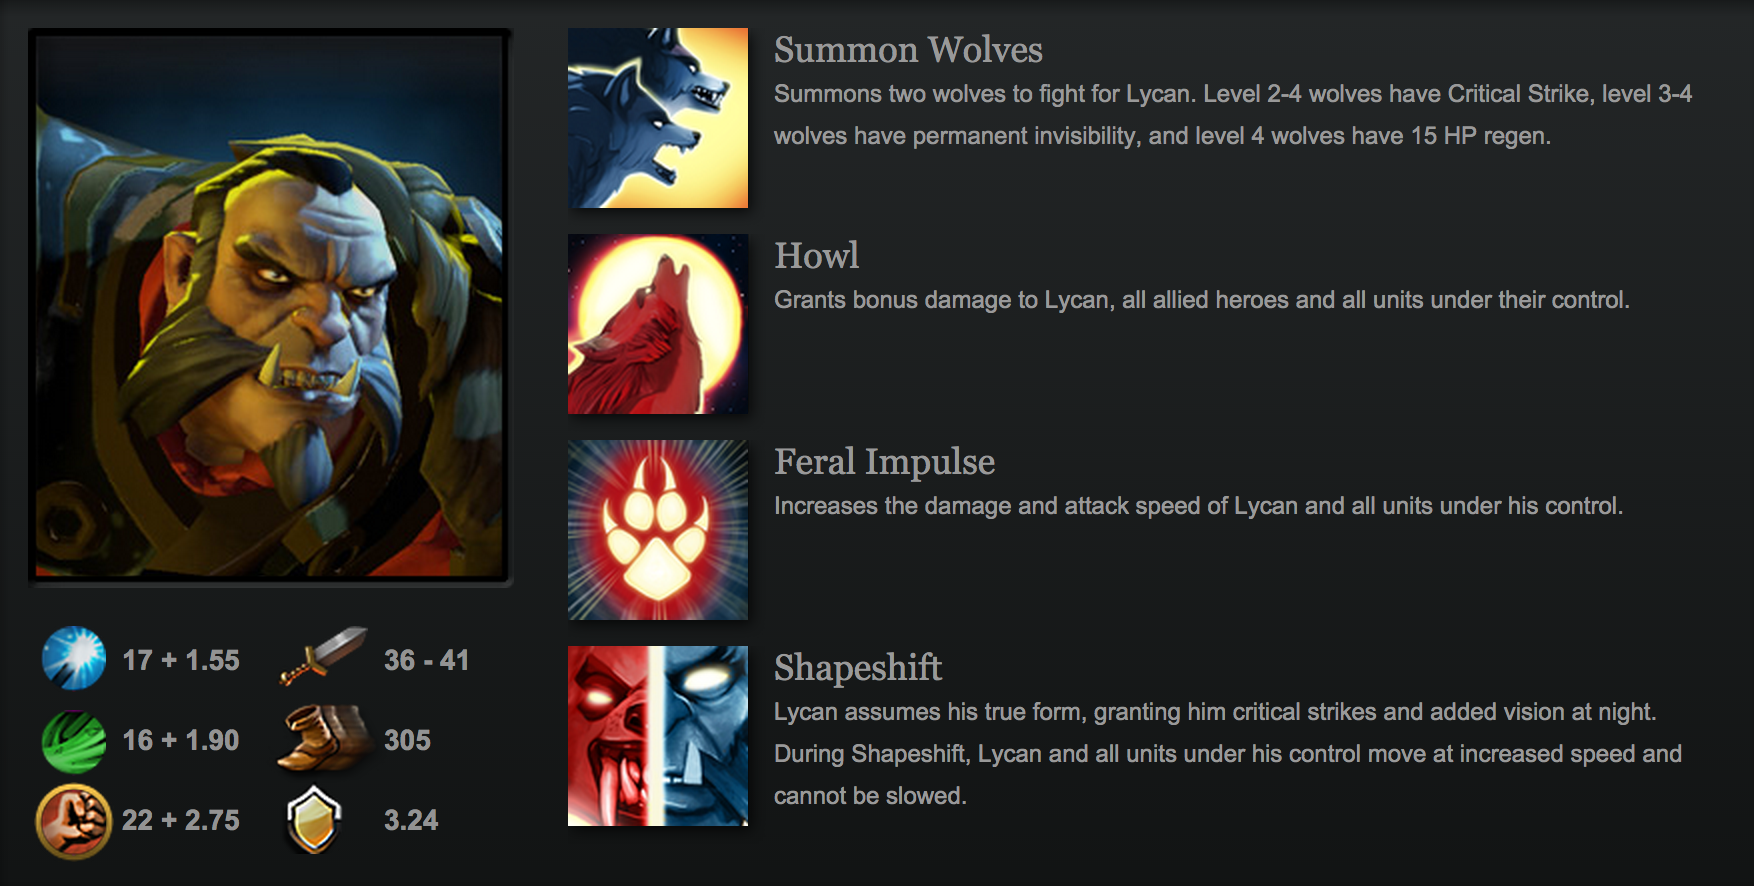 Summon Wolves
Summons two wolves to fight for Lycan. Level 2-4 wolves have Critical Strike, level 3-4
wolves have permanent invisibility, and level 4 wolves have 15 HP regen.
Howl
Grants bonus damage to Lycan, all allied heroes and all units under their control.
Feral Impulse
Increases the damage and attack speed of Lycan and all units under his control.
Shapeshift
Lycan assumes his true form, granting him critical strikes and added vision at night.
During Shapeshift, Lycan and all units under his control move at increased speed and
cannot be slowed.
17 + 1.55
36 - 41
16 + 1.90
305
22 + 2.75
3.24